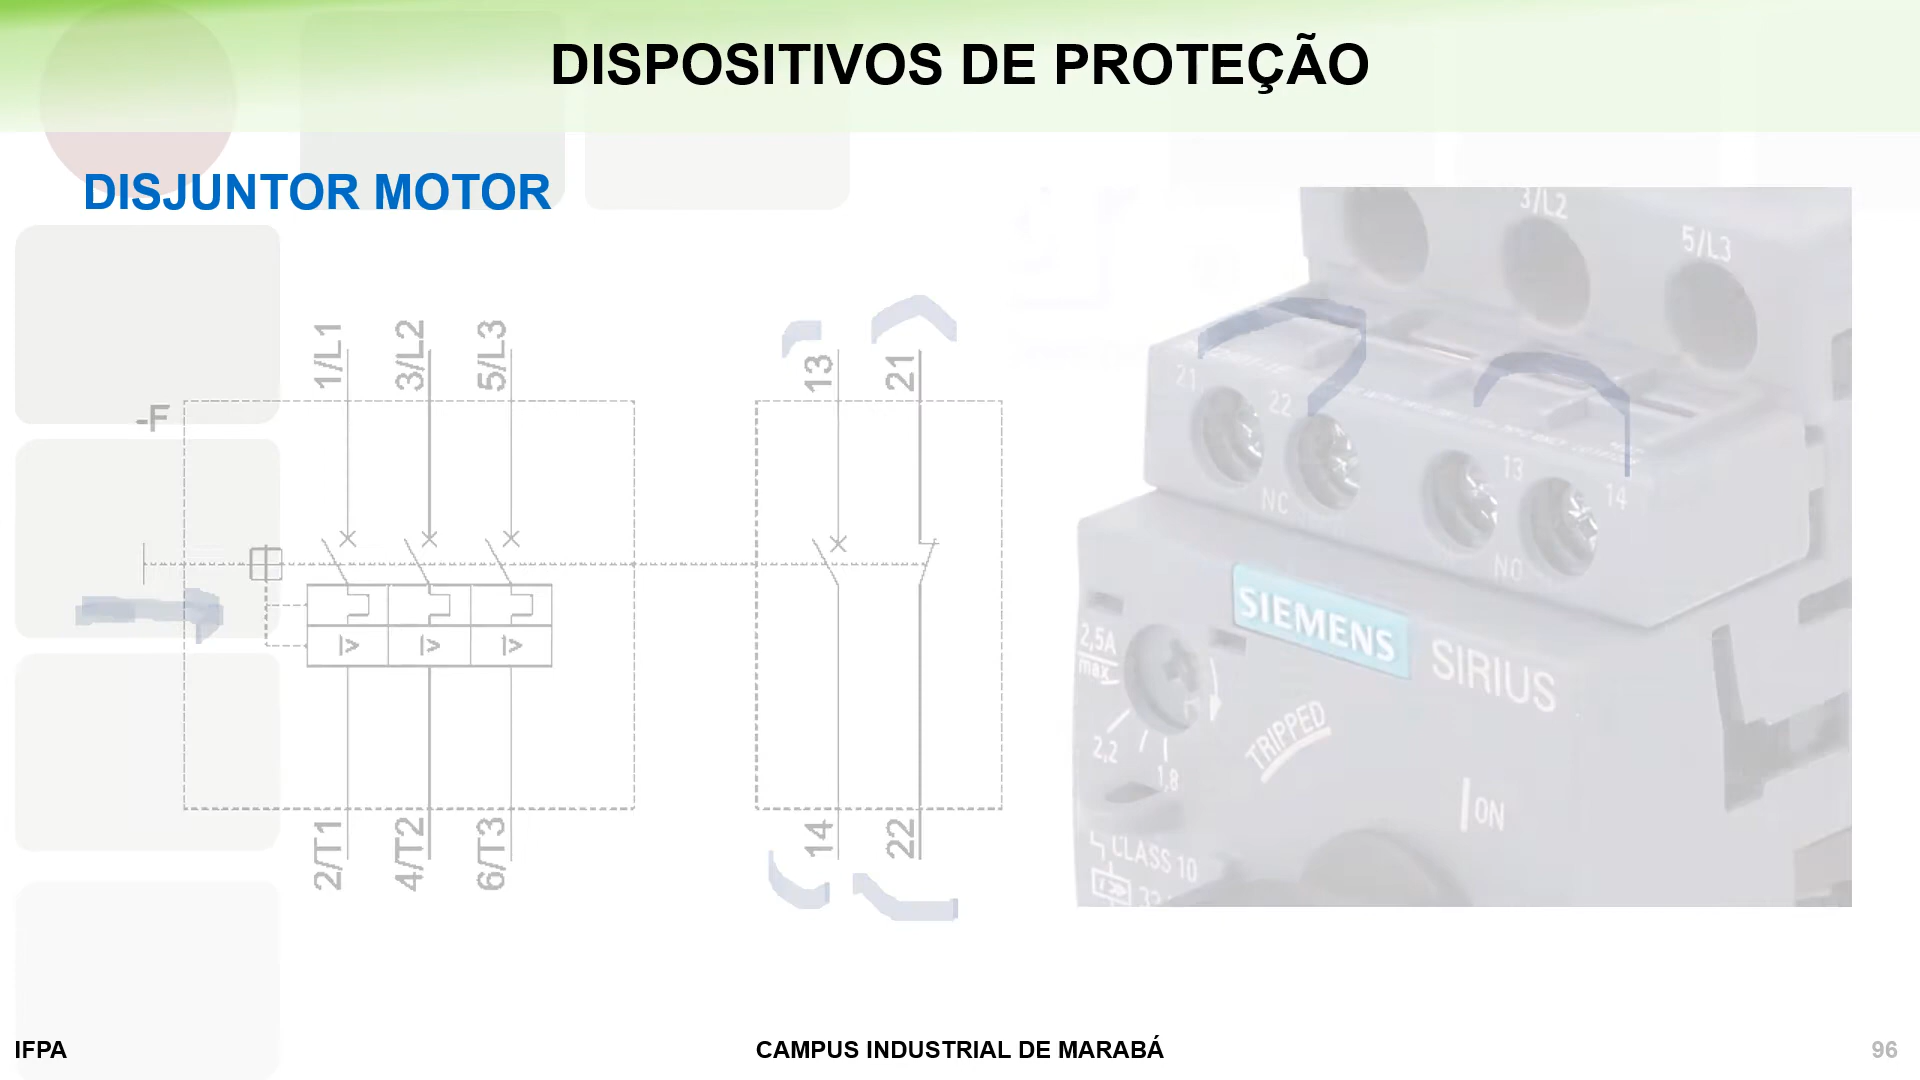 DISPOSITIVOS DE PROTEÇÃO
DISJUNTOR MOTOR
1/L1
3/L2
5/L3
13
21
-F
I>
I>
I>
2/T1
4/T2
6/T3
14
22
3/L2
5/L3
21
22
NC
13
14
NO
SIEMENS
SIRIUS
2,5A
max
2,2
1,8
TRIPPED
I ON
CLASS 10
IFPA
CAMPUS INDUSTRIAL DE MARABÁ
96